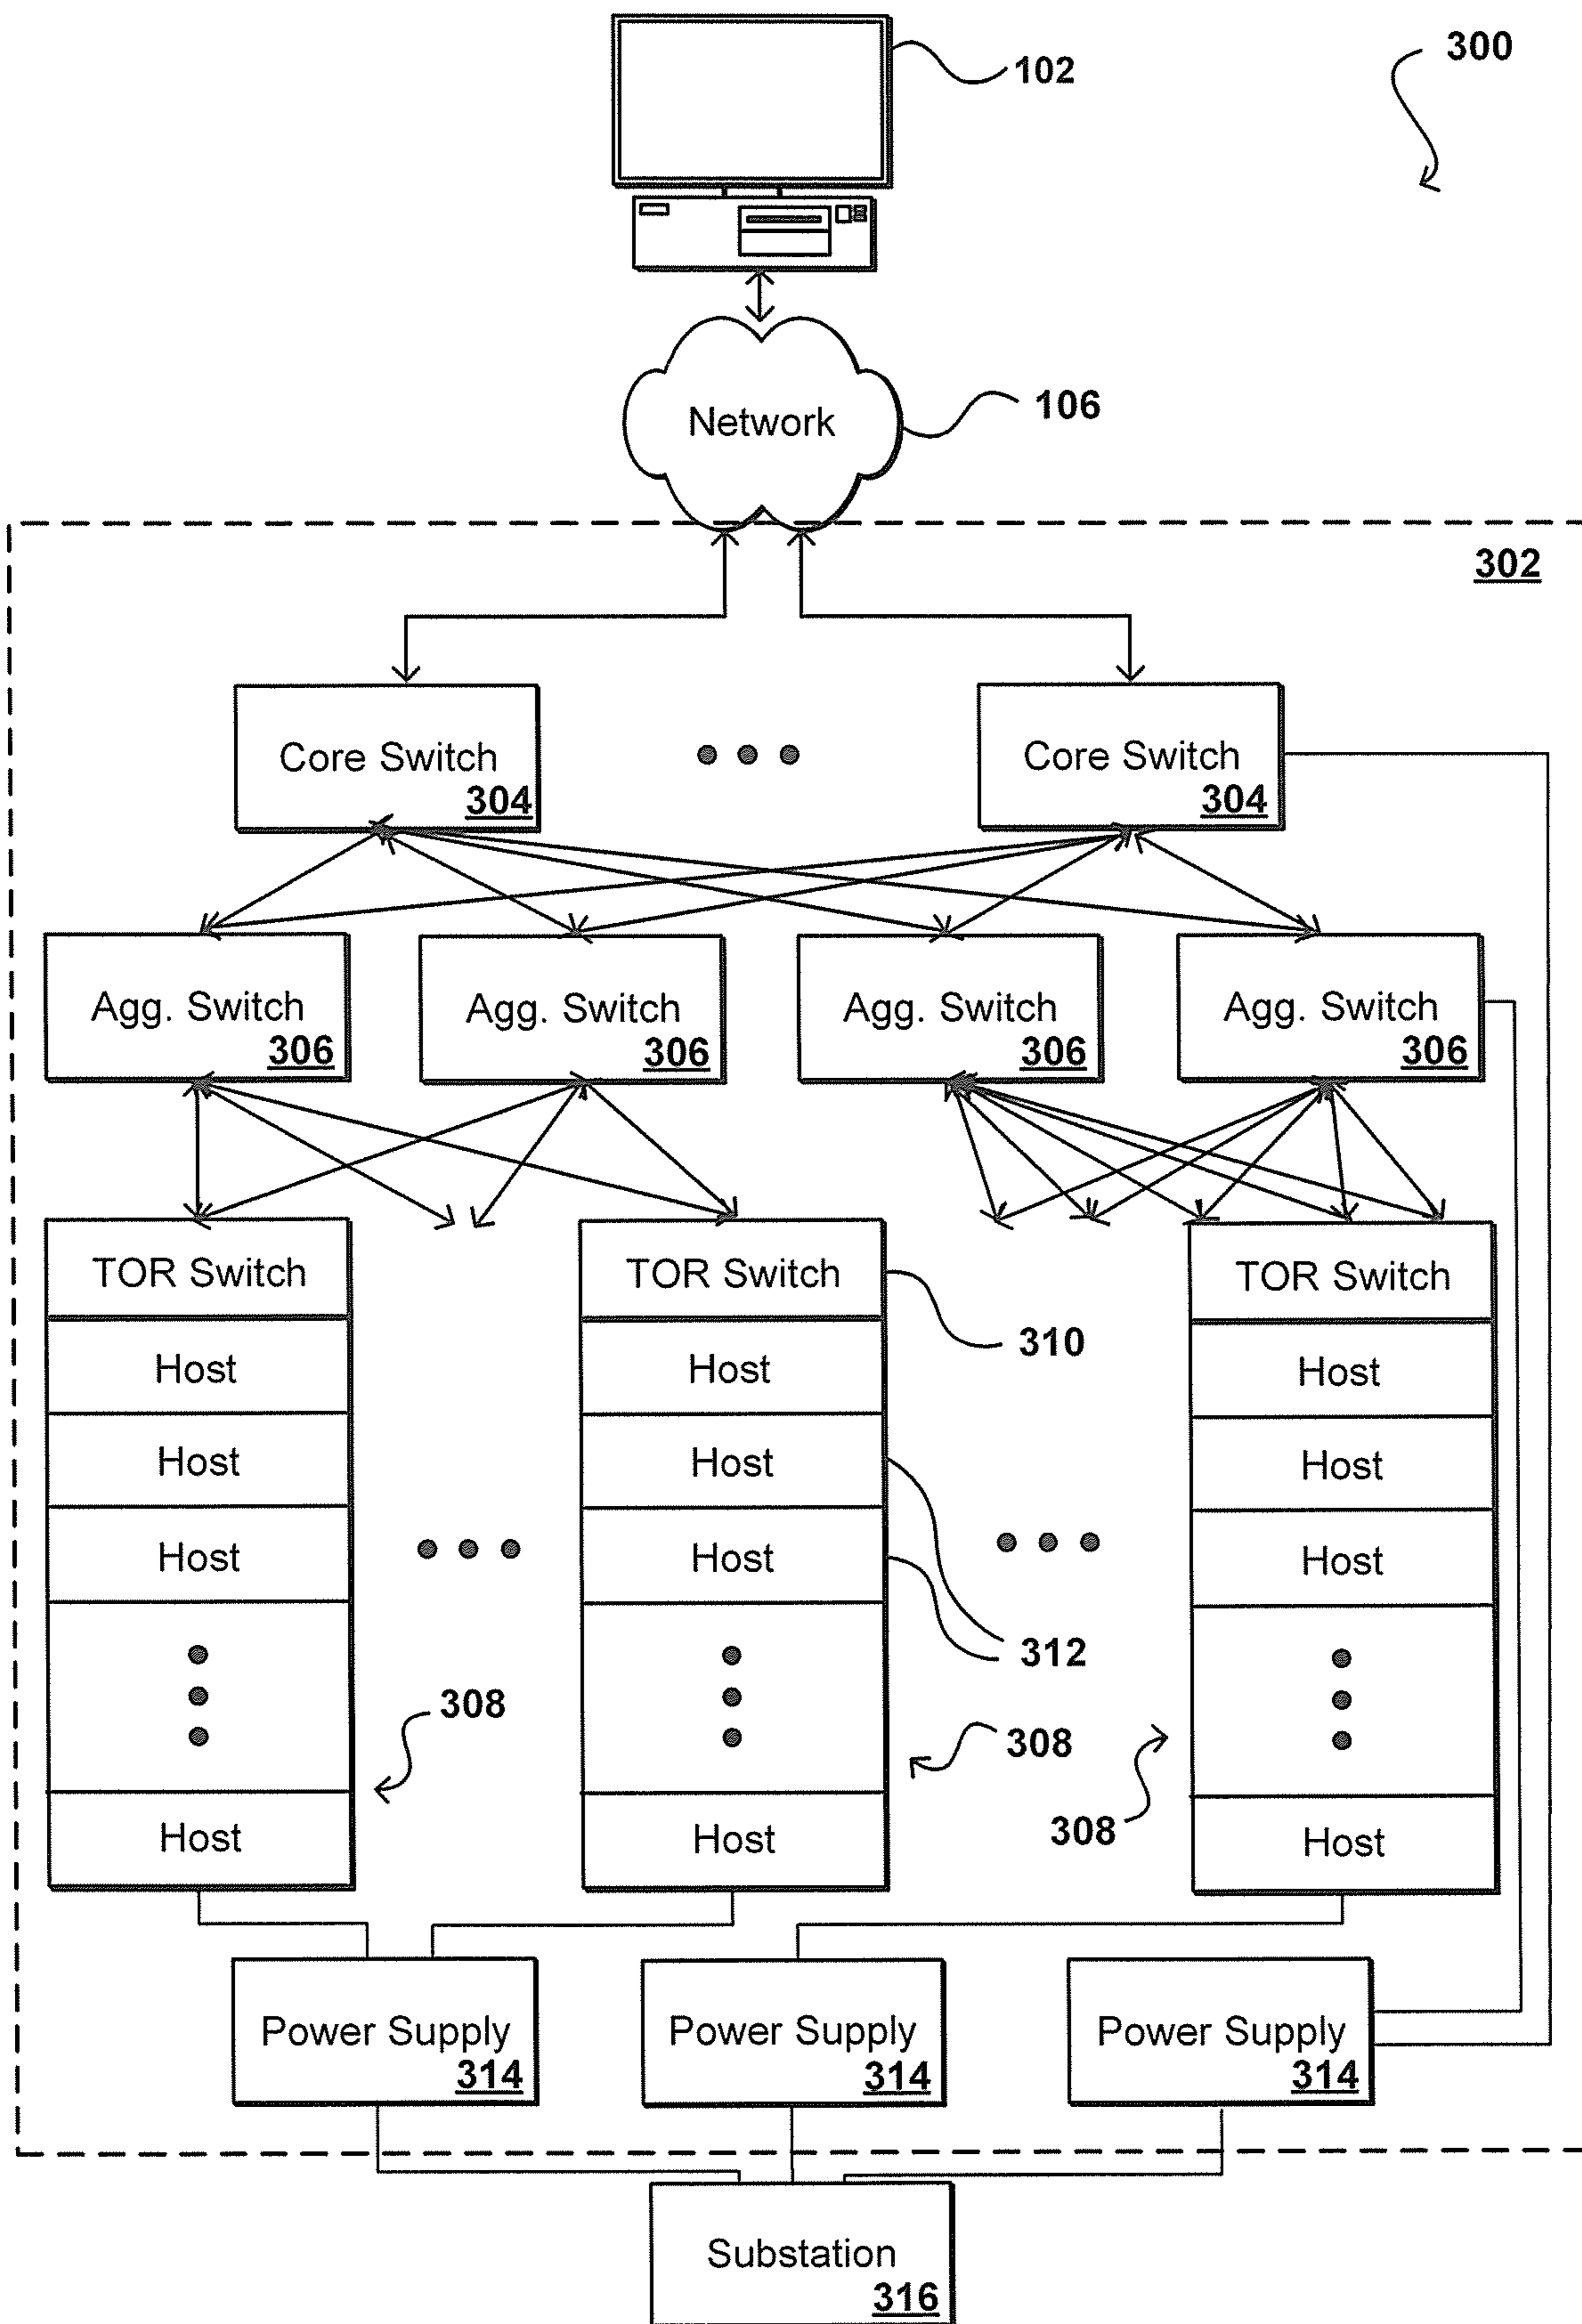 300
102
Network
106
302
Core Switch
304
Core Switch
304
Agg. Switch
306
Agg. Switch
306
Agg. Switch
306
Agg. Switch
306
TOR Switch
TOR Switch
TOR Switch
310
Host
Host
Host
Host
Host
Host
Host
Host
Host
312
308
308
308
Host
Host
Host
Power Supply
314
Power Supply
314
Power Supply
314
Substation
316